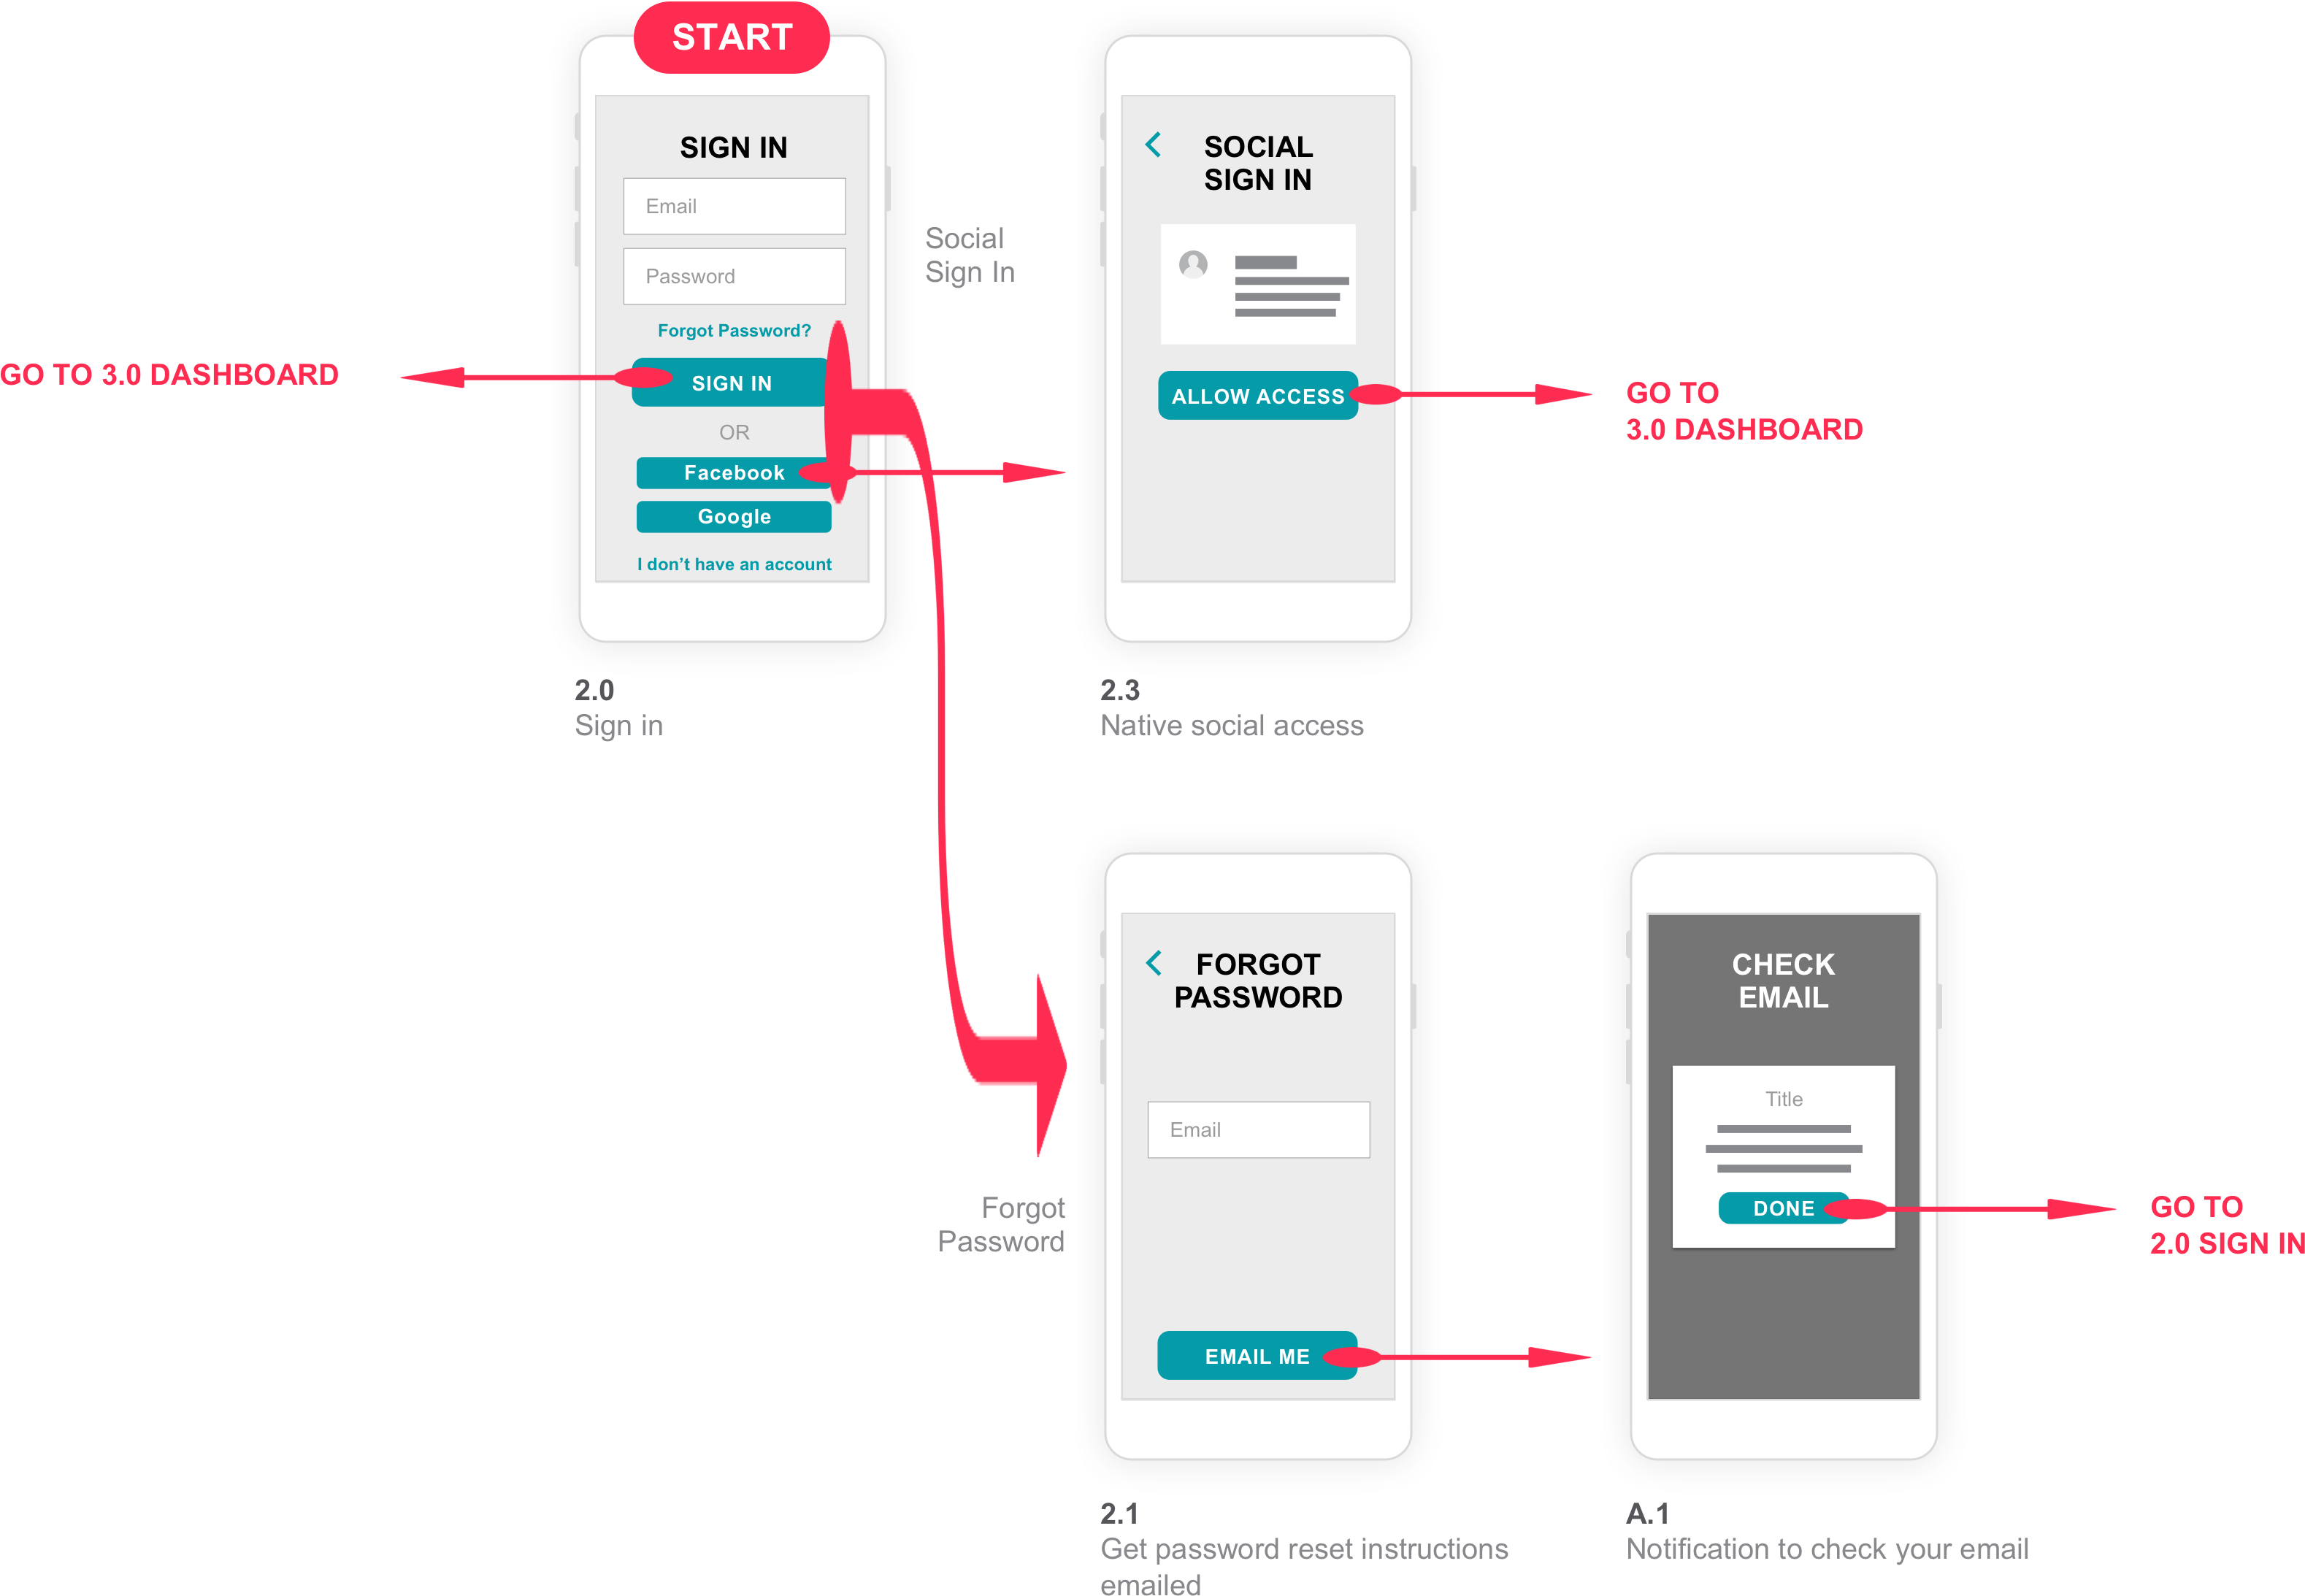 START
SIGN IN
Email
Password
Forgot Password?
SIGN IN
OR
Facebook
Google
I don’t have an account
GO TO 3.0 DASHBOARD
2.0
Sign in
Social
Sign In
SOCIAL
SIGN IN
ALLOW ACCESS
GO TO
3.0 DASHBOARD
2.3
Native social access
Forgot
Password
FORGOT
PASSWORD
Email
EMAIL ME
2.1
Get password reset instructions
emailed
CHECK
EMAIL
Title
DONE
GO TO
2.0 SIGN IN
A.1
Notification to check your email